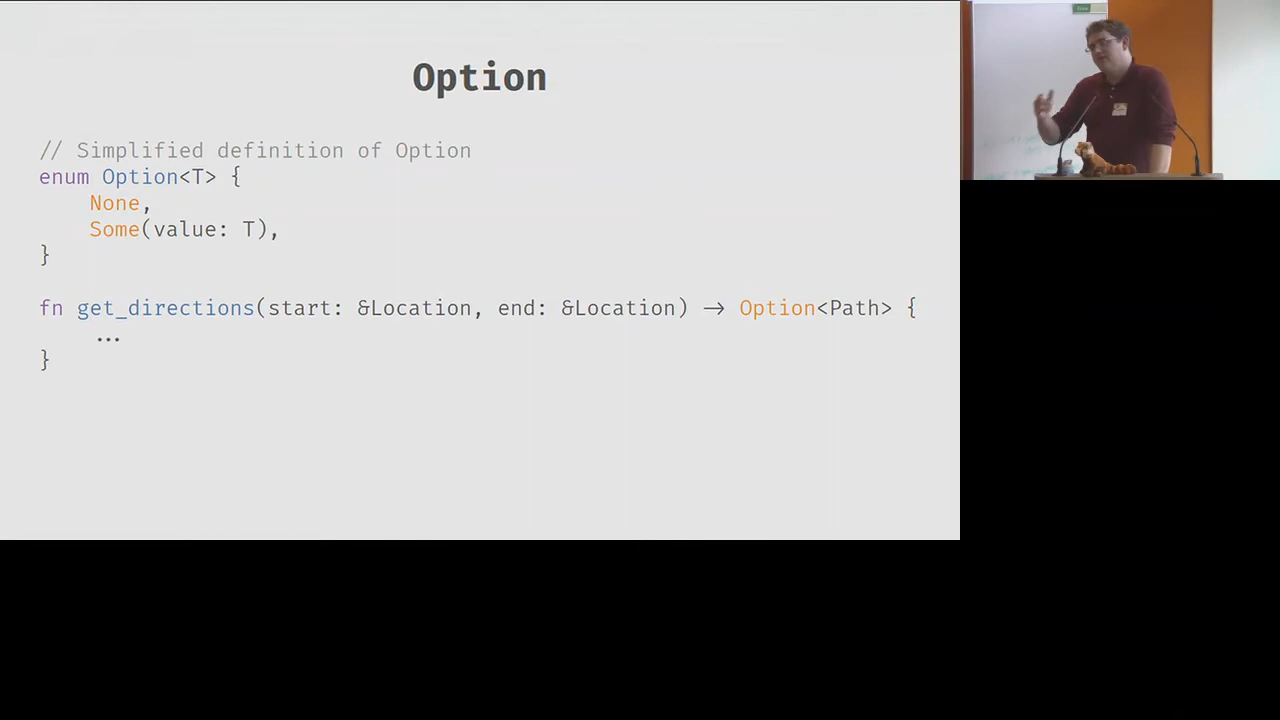 Option
// Simplified definition of Option
enum Option<T> {
    None,
    Some(value: T),
}
fn get_directions(start: &Location, end: &Location) → Option<Path> {
    ...
}